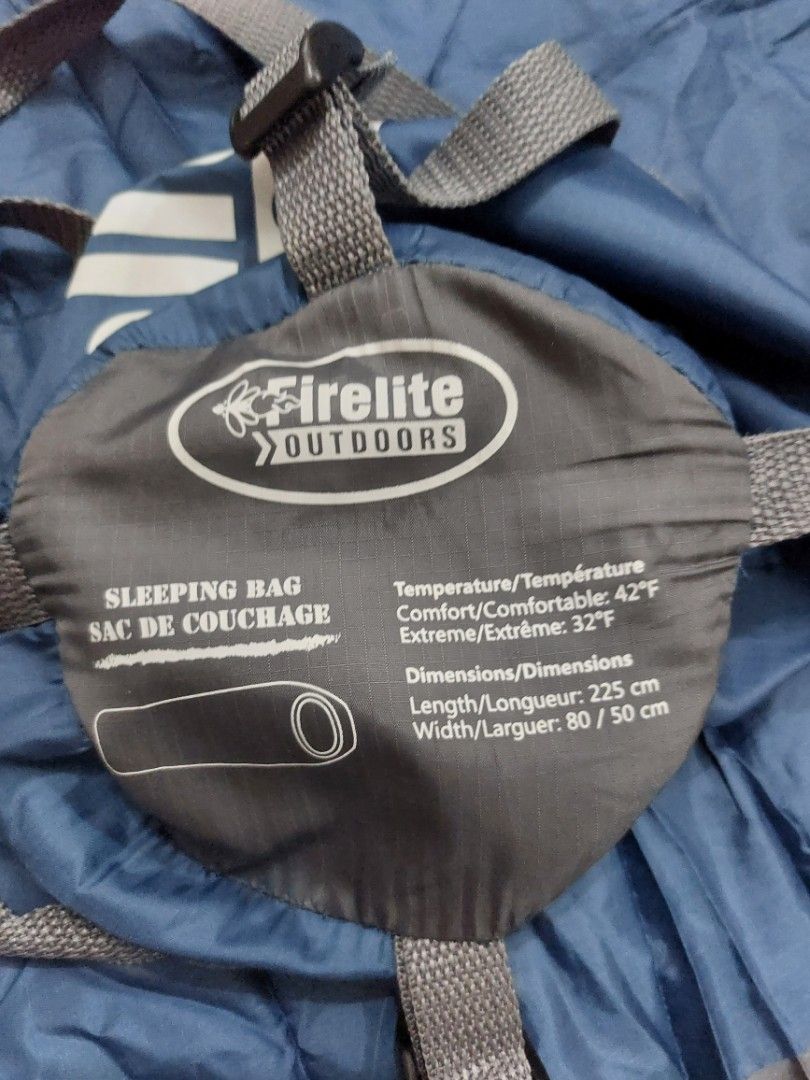 Firelite
OUTDOORS
SLEEPING BAG
SAC DE COUCHAGE
Temperature/Température
Comfort/Comfortable: 42°F
Extreme/Extrême: 32°F
Dimensions/Dimensions
Length/Longueur: 225 cm
Width/Larguer: 80 / 50 cm